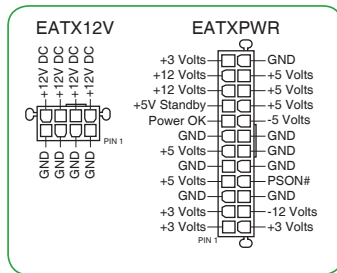 EATX12V
+12V DC
+12V DC
+12V DC
+12V DC
PIN 1
GND
GND
GND
GND
EATXPWR
+3 Volts GND
+12 Volts +5 Volts
+12 Volts +5 Volts
+5V Standby +5 Volts
Power OK -5 Volts
GND GND
+5 Volts GND
GND GND
+5 Volts PSON#
GND GND
+3 Volts -12 Volts
+3 Volts +3 Volts
PIN 1